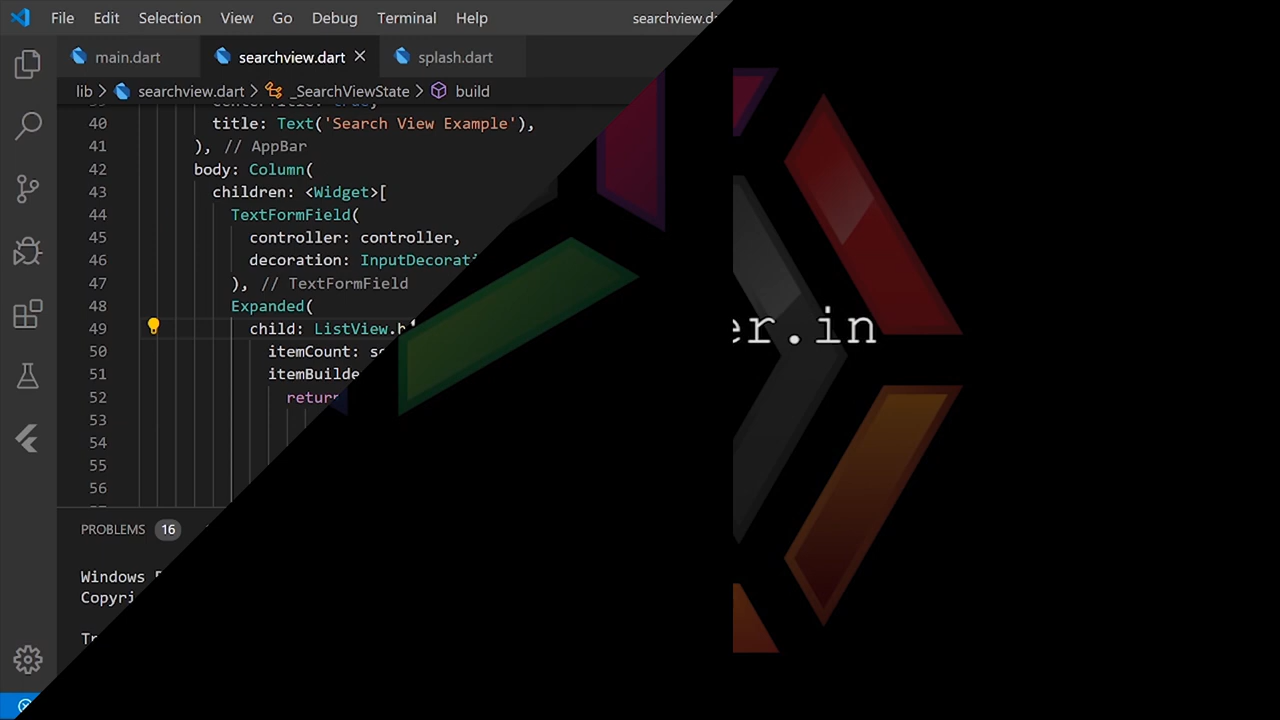 File Edit Selection View Go Debug Terminal Help searchview.d
main.dart searchview.dart splash.dart
lib > searchview.dart > _SearchViewState > build
40 title: Text('Search View Example'),
41 ), // AppBar
42 body: Column(
43 children: <Widget>[
44 TextFormField(
45 controller: controller,
46 decoration: InputDecorati
47 ), // TextFormField
48 Expanded(
49 child: ListView.b
50 itemCount: se
51 itemBuilde
52 return
53
54
55
56
er.in
PROBLEMS 16
Windows P
Copyri
Tr